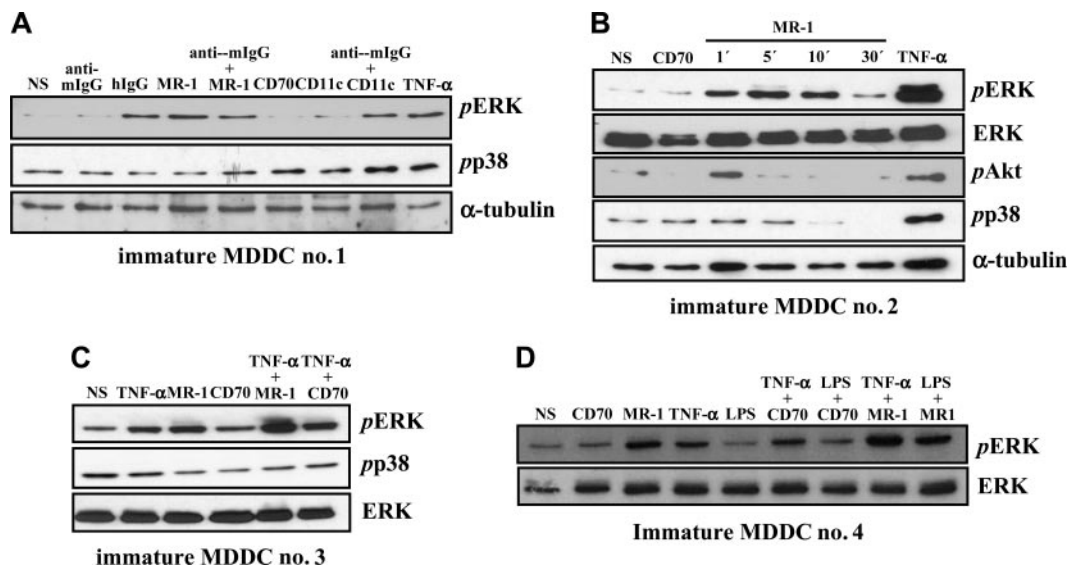 A
anti--mIgG anti--mIgG
anti- + +
NS mIgG hIgG MR-1 MR-1 CD70 CD11c CD11c TNF-α
pERK
pp38
α-tubulin
immature MDDC no. 1
B
MR-1
NS CD70 1´ 5´ 10´ 30´ TNF-α
pERK
ERK
pAkt
pp38
α-tubulin
immature MDDC no. 2
C
TNF-α TNF-α
+ +
NS TNF-α MR-1 CD70 MR-1 CD70
pERK
pp38
ERK
immature MDDC no. 3
D
TNF-α LPS TNF-α LPS
+ + + +
NS CD70 MR-1 TNF-α LPS CD70 CD70 MR-1 MR1
pERK
ERK
Immature MDDC no. 4